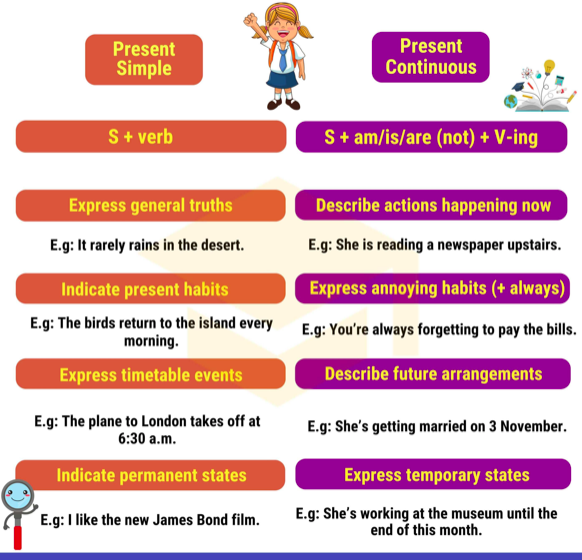 Present
Simple
Present
Continuous
S + verb
S + am/is/are (not) + V-ing
Express general truths
Describe actions happening now
E.g: It rarely rains in the desert.
E.g: She is reading a newspaper upstairs.
Indicate present habits
Express annoying habits (+ always)
E.g: The birds return to the island every
morning.
E.g: You're always forgetting to pay the bills.
Express timetable events
Describe future arrangements
E.g: The plane to London takes off at
6:30 a.m.
E.g: She's getting married on 3 November.
Indicate permanent states
Express temporary states
E.g: I like the new James Bond film.
E.g: She's working at the museum until the
end of this month.